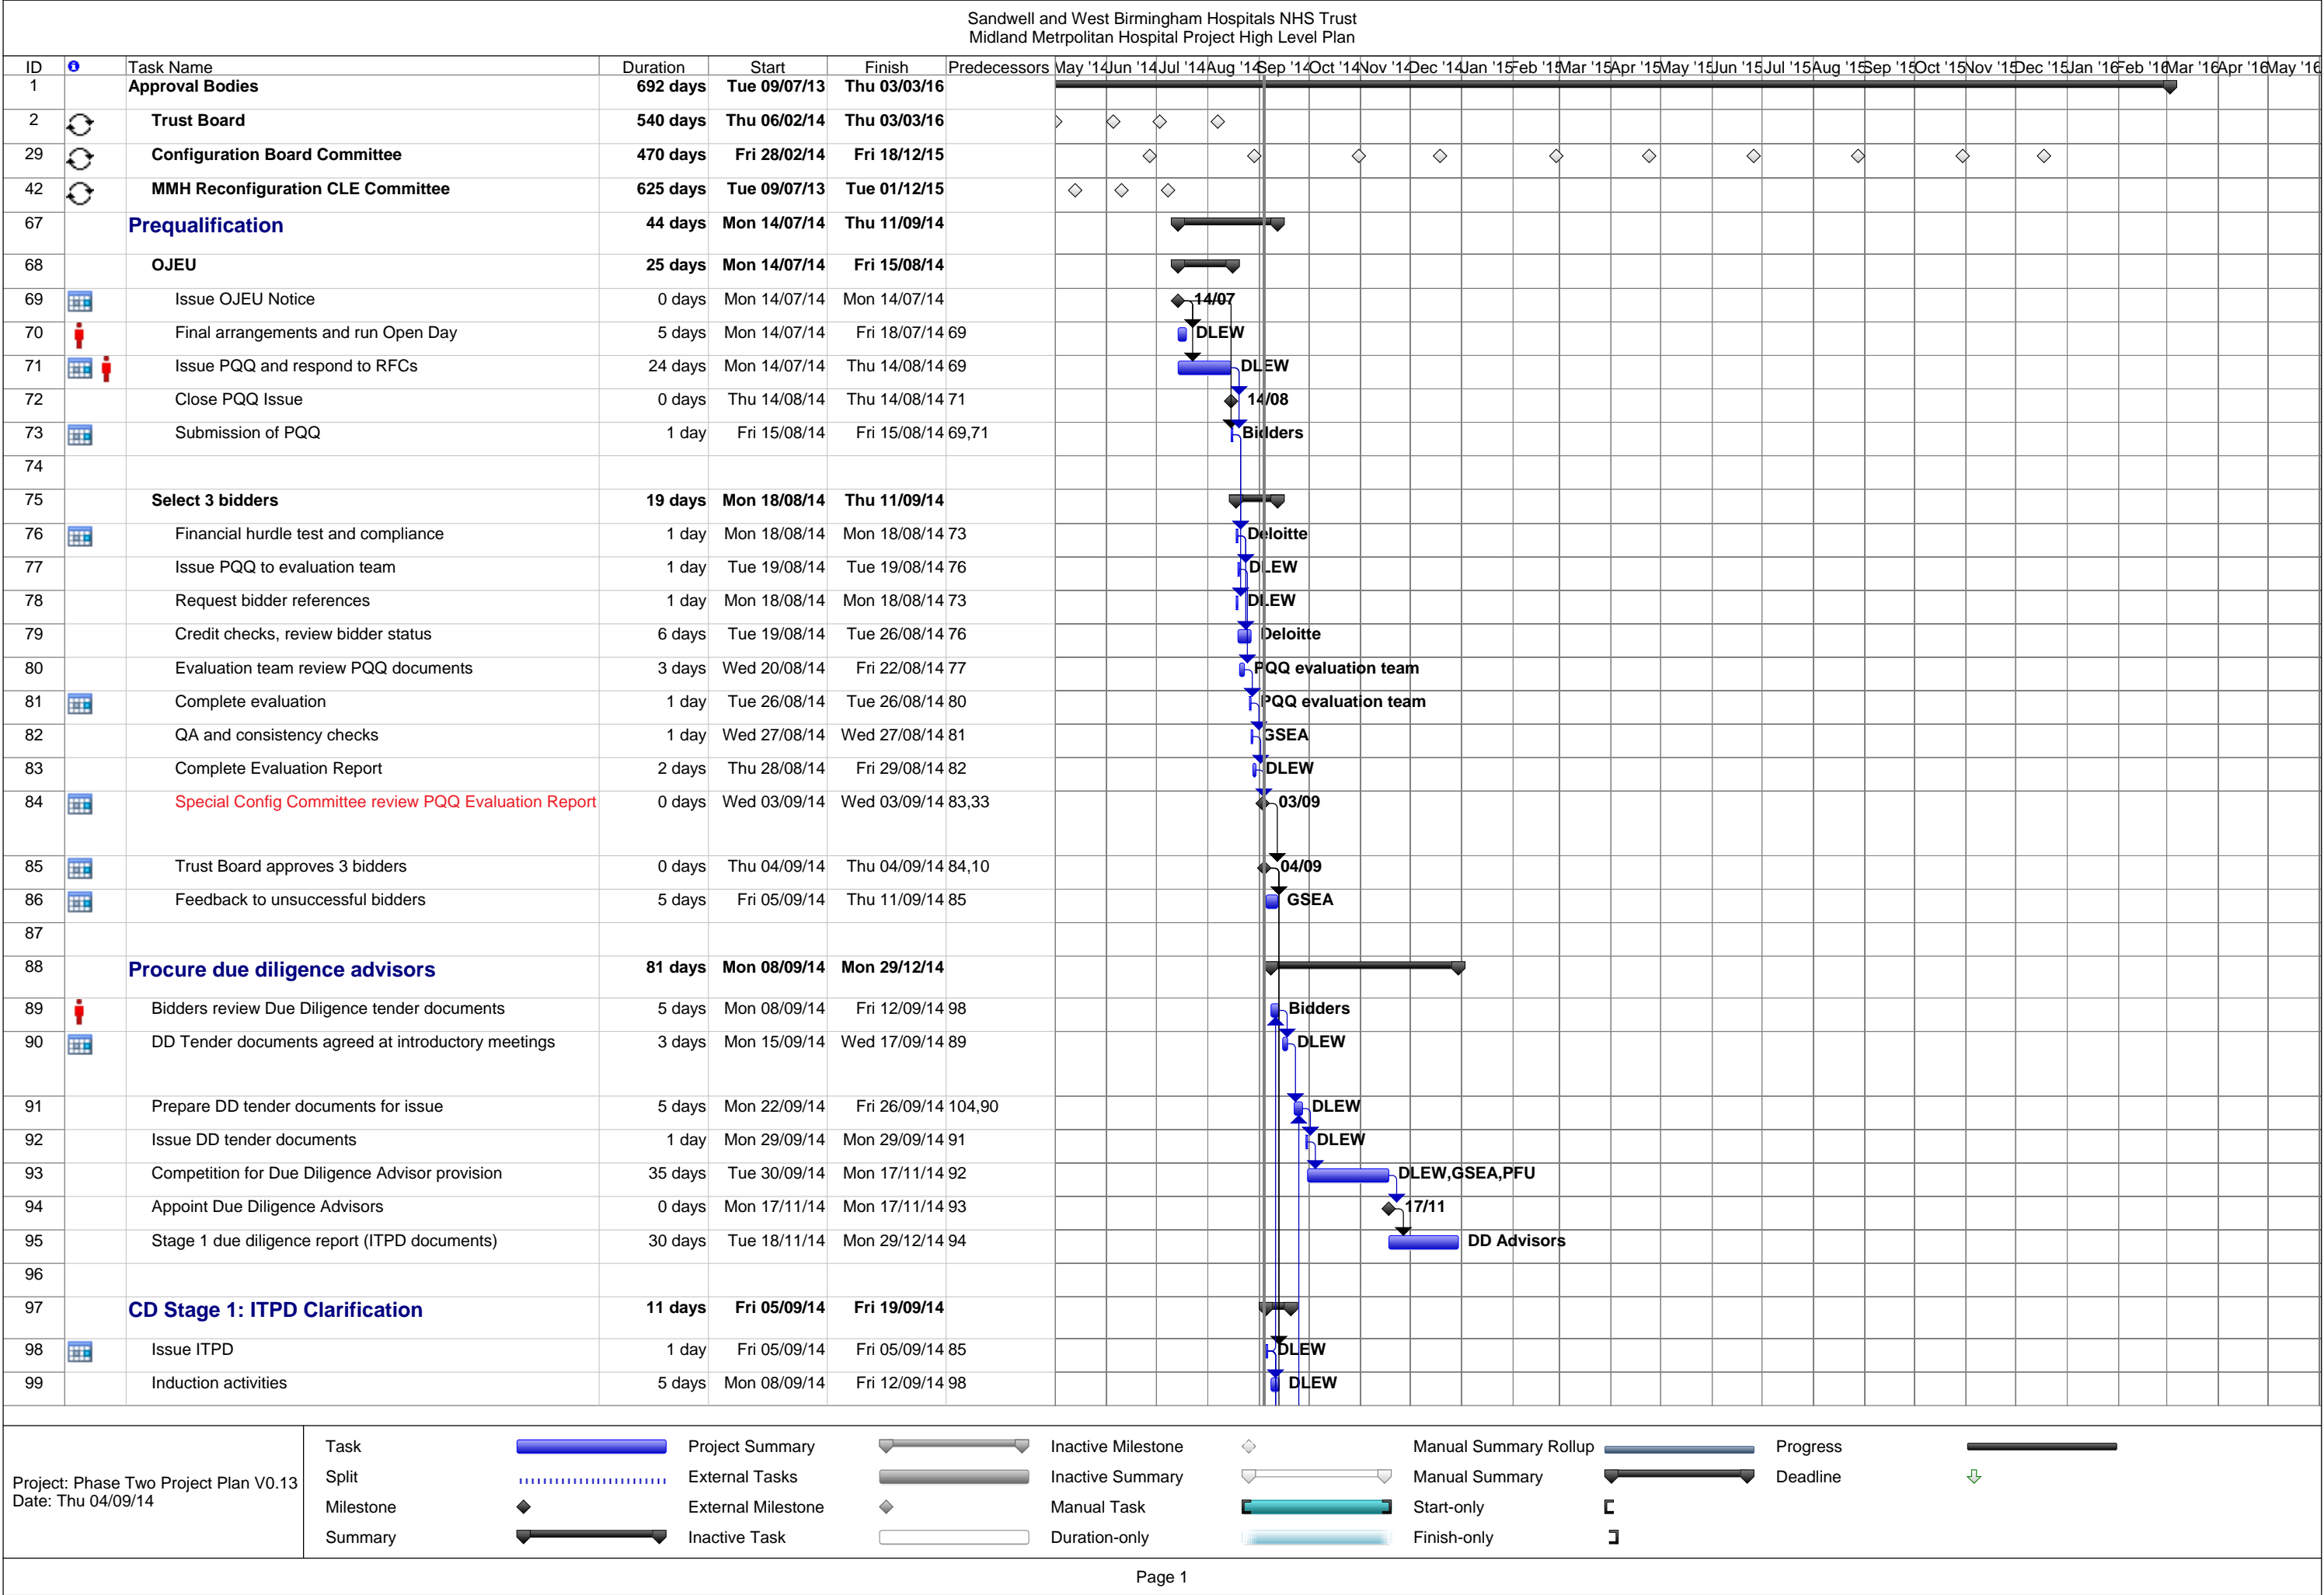 Sandwell and West Birmingham Hospitals NHS Trust
Midland Metrpolitan Hospital Project High Level Plan
ID Task Name Duration Start Finish Predecessors May '14 Jun '14 Jul '14 Aug '14 Sep '14 Oct '14 Nov '14 Dec '14 Jan '15 Feb '15 Mar '15 Apr '15 May '15 Jun '15 Jul '15 Aug '15 Sep '15 Oct '15 Nov '15 Dec '15 Jan '16 Feb '16 Mar '16 Apr '16 May '16
1 Approval Bodies 692 days Tue 09/07/13 Thu 03/03/16
2 Trust Board 540 days Thu 06/02/14 Thu 03/03/16
29 Configuration Board Committee 470 days Fri 28/02/14 Fri 18/12/15
42 MMH Reconfiguration CLE Committee 625 days Tue 09/07/13 Tue 01/12/15
67 Prequalification 44 days Mon 14/07/14 Thu 11/09/14
68 OJEU 25 days Mon 14/07/14 Fri 15/08/14
69 Issue OJEU Notice 0 days Mon 14/07/14 Mon 14/07/14 14/07
70 Final arrangements and run Open Day 5 days Mon 14/07/14 Fri 18/07/14 69 DLEW
71 Issue PQQ and respond to RFCs 24 days Mon 14/07/14 Thu 14/08/14 69 DLEW
72 Close PQQ Issue 0 days Thu 14/08/14 Thu 14/08/14 71 14/08
73 Submission of PQQ 1 day Fri 15/08/14 Fri 15/08/14 69,71 Bidders
74
75 Select 3 bidders 19 days Mon 18/08/14 Thu 11/09/14
76 Financial hurdle test and compliance 1 day Mon 18/08/14 Mon 18/08/14 73 Deloitte
77 Issue PQQ to evaluation team 1 day Tue 19/08/14 Tue 19/08/14 76 DLEW
78 Request bidder references 1 day Mon 18/08/14 Mon 18/08/14 73 DLEW
79 Credit checks, review bidder status 6 days Tue 19/08/14 Tue 26/08/14 76 Deloitte
80 Evaluation team review PQQ documents 3 days Wed 20/08/14 Fri 22/08/14 77 PQQ evaluation team
81 Complete evaluation 1 day Tue 26/08/14 Tue 26/08/14 80 PQQ evaluation team
82 QA and consistency checks 1 day Wed 27/08/14 Wed 27/08/14 81 GSEA
83 Complete Evaluation Report 2 days Thu 28/08/14 Fri 29/08/14 82 DLEW
84 Special Config Committee review PQQ Evaluation Report 0 days Wed 03/09/14 Wed 03/09/14 83,33 03/09
85 Trust Board approves 3 bidders 0 days Thu 04/09/14 Thu 04/09/14 84,10 04/09
86 Feedback to unsuccessful bidders 5 days Fri 05/09/14 Thu 11/09/14 85 GSEA
87
88 Procure due diligence advisors 81 days Mon 08/09/14 Mon 29/12/14
89 Bidders review Due Diligence tender documents 5 days Mon 08/09/14 Fri 12/09/14 98 Bidders
90 DD Tender documents agreed at introductory meetings 3 days Mon 15/09/14 Wed 17/09/14 89 DLEW
91 Prepare DD tender documents for issue 5 days Mon 22/09/14 Fri 26/09/14 104,90 DLEW
92 Issue DD tender documents 1 day Mon 29/09/14 Mon 29/09/14 91 DLEW
93 Competition for Due Diligence Advisor provision 35 days Tue 30/09/14 Mon 17/11/14 92 DLEW,GSEA,PFU
94 Appoint Due Diligence Advisors 0 days Mon 17/11/14 Mon 17/11/14 93 17/11
95 Stage 1 due diligence report (ITPD documents) 30 days Tue 18/11/14 Mon 29/12/14 94 DD Advisors
96
97 CD Stage 1: ITPD Clarification 11 days Fri 05/09/14 Fri 19/09/14
98 Issue ITPD 1 day Fri 05/09/14 Fri 05/09/14 85 DLEW
99 Induction activities 5 days Mon 08/09/14 Fri 12/09/14 98 DLEW
Project: Phase Two Project Plan V0.13
Date: Thu 04/09/14
Task Project Summary Inactive Milestone Manual Summary Rollup Progress
Split External Tasks Inactive Summary Manual Summary Deadline
Milestone External Milestone Manual Task Start-only
Summary Inactive Task Duration-only Finish-only
Page 1